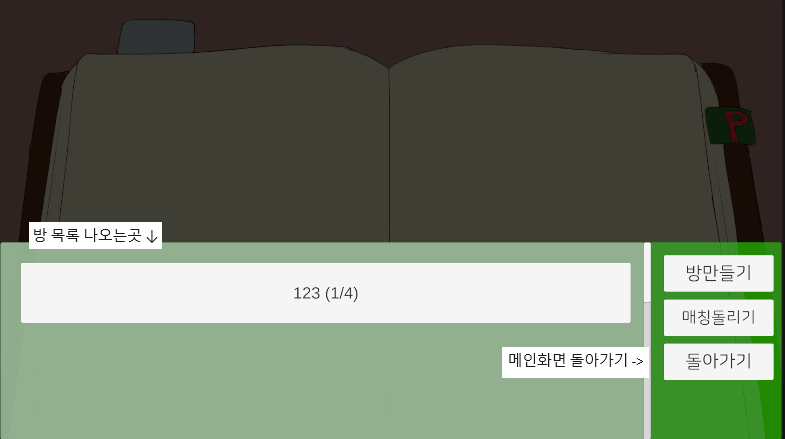 P
방 목록 나오는곳 ↓
123 (1/4)
방만들기
매칭돌리기
메인화면 돌아가기 ->
돌아가기